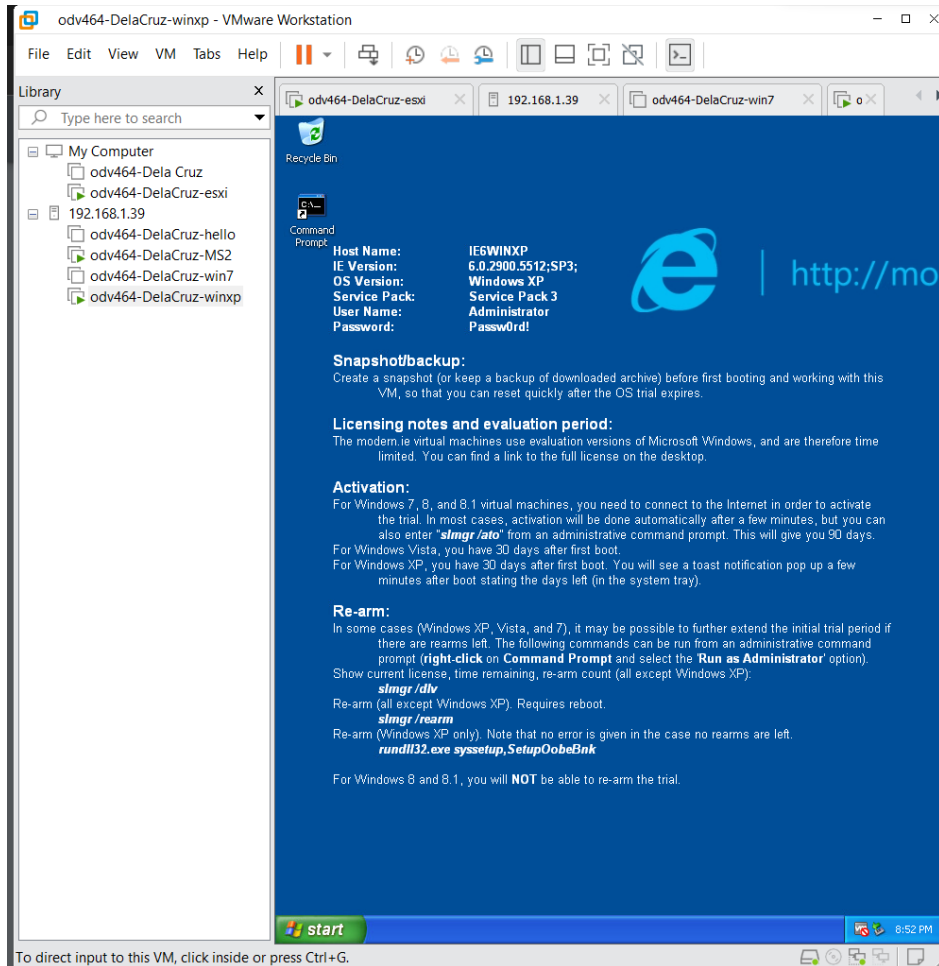 odv464-DelaCruz-winxp - VMware Workstation
File Edit View VM Tabs Help
Library
Type here to search
My Computer
odv464-Dela Cruz
odv464-DelaCruz-esxi
192.168.1.39
odv464-DelaCruz-hello
odv464-DelaCruz-MS2
odv464-DelaCruz-win7
odv464-DelaCruz-winxp
odv464-DelaCruz-esxi 192.168.1.39 odv464-DelaCruz-win7 o
Recycle Bin
C:\_
Command
Prompt
Host Name: IE6WINXP
IE Version: 6.0.2900.5512;SP3;
OS Version: Windows XP
Service Pack: Service Pack 3
User Name: Administrator
Password: Passw0rd!
http://mo
Snapshot/backup:
Create a snapshot (or keep a backup of downloaded archive) before first booting and working with this
VM, so that you can reset quickly after the OS trial expires.
Licensing notes and evaluation period:
The modern.ie virtual machines use evaluation versions of Microsoft Windows, and are therefore time
limited. You can find a link to the full license on the desktop.
Activation:
For Windows 7, 8, and 8.1 virtual machines, you need to connect to the Internet in order to activate
the trial. In most cases, activation will be done automatically after a few minutes, but you can
also enter "slmgr /ato" from an administrative command prompt. This will give you 90 days.
For Windows Vista, you have 30 days after first boot.
For Windows XP, you have 30 days after first boot. You will see a toast notification pop up a few
minutes after boot stating the days left (in the system tray).
Re-arm:
In some cases (Windows XP, Vista, and 7), it may be possible to further extend the initial trial period if
there are rearms left. The following commands can be run from an administrative command
prompt (right-click on Command Prompt and select the 'Run as Administrator' option).
Show current license, time remaining, re-arm count (all except Windows XP):
slmgr /dlv
Re-arm (all except Windows XP). Requires reboot.
slmgr /rearm
Re-arm (Windows XP only). Note that no error is given in the case no rearms are left.
rundll32.exe syssetup,SetupOobeBnk
For Windows 8 and 8.1, you will NOT be able to re-arm the trial.
start
8:52 PM
To direct input to this VM, click inside or press Ctrl+G.